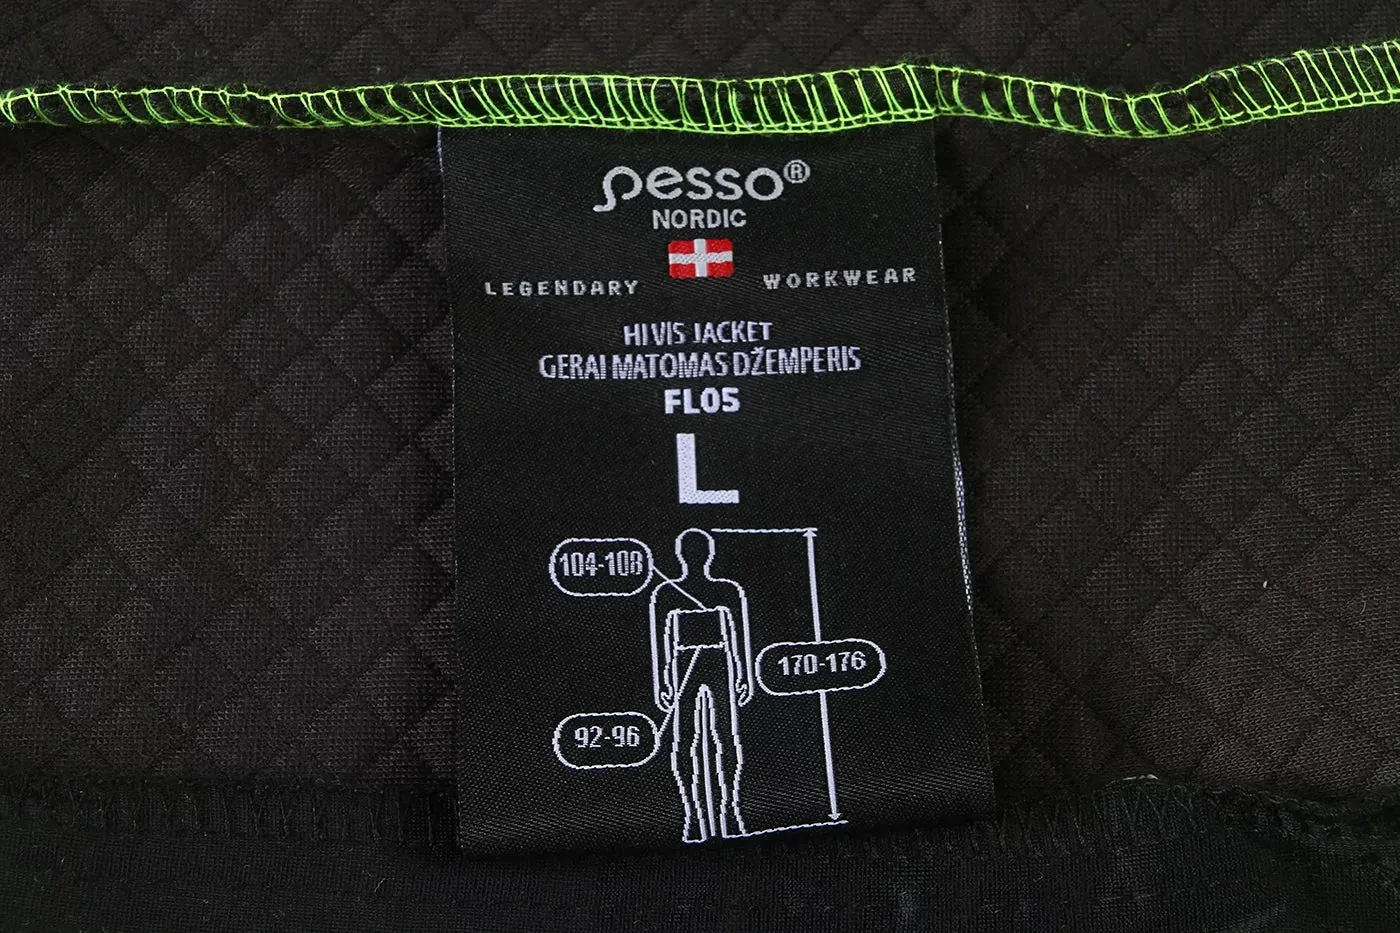 pesso®
NORDIC
LEGENDARY WORKWEAR
HI VIS JACKET
GERAI MATOMAS DŽEMPERIS
FL05
L
104-108
170-176
92-96